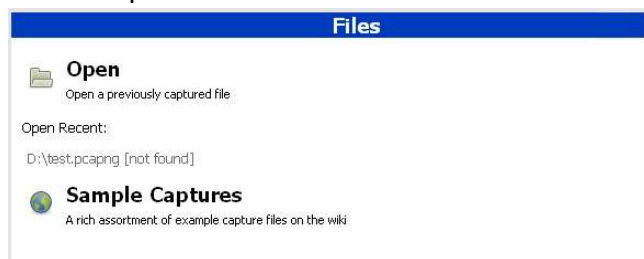 Files
Open
Open a previously captured file
Open Recent:
D:\test.pcapng [not found]
Sample Captures
A rich assortment of example capture files on the wiki